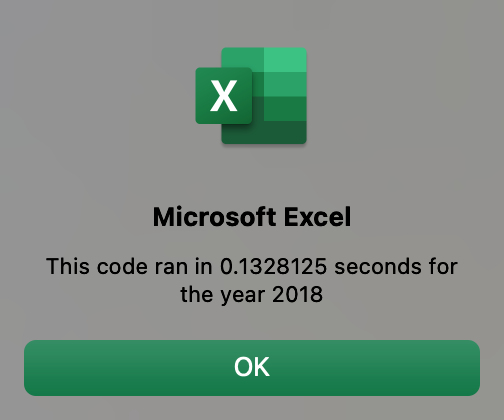 X
Microsoft Excel
This code ran in 0.1328125 seconds for
the year 2018
OK